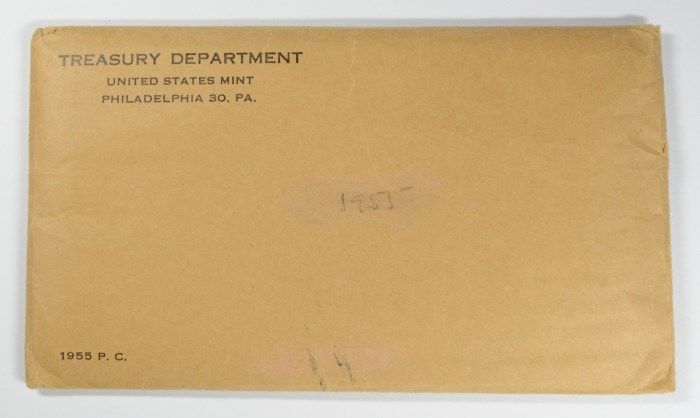 TREASURY DEPARTMENT
UNITED STATES MINT
PHILADELPHIA 30, PA.
1955
1955 P. C.